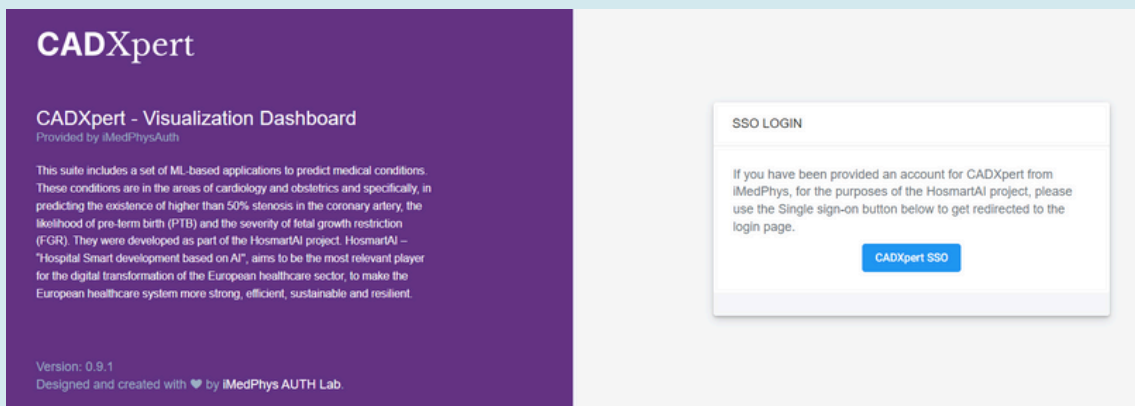 CADXpert
CADXpert - Visualization Dashboard
Provided by iMedPhysAuth
This suite includes a set of ML-based applications to predict medical conditions.
These conditions are in the areas of cardiology and obstetrics and specifically, in
predicting the existence of higher than 50% stenosis in the coronary artery, the
likelihood of pre-term birth (PTB) and the severity of fetal growth restriction
(FGR). They were developed as part of the HosmartAI project. HosmartAI –
"Hospital Smart development based on AI", aims to be the most relevant player
for the digital transformation of the European healthcare sector, to make the
European healthcare system more strong, efficient, sustainable and resilient.
Version: 0.9.1
Designed and created with ♥ by iMedPhys AUTH Lab.
SSO LOGIN
If you have been provided an account for CADXpert from
iMedPhys, for the purposes of the HosmartAI project, please
use the Single sign-on button below to get redirected to the
login page.
CADXpert SSO